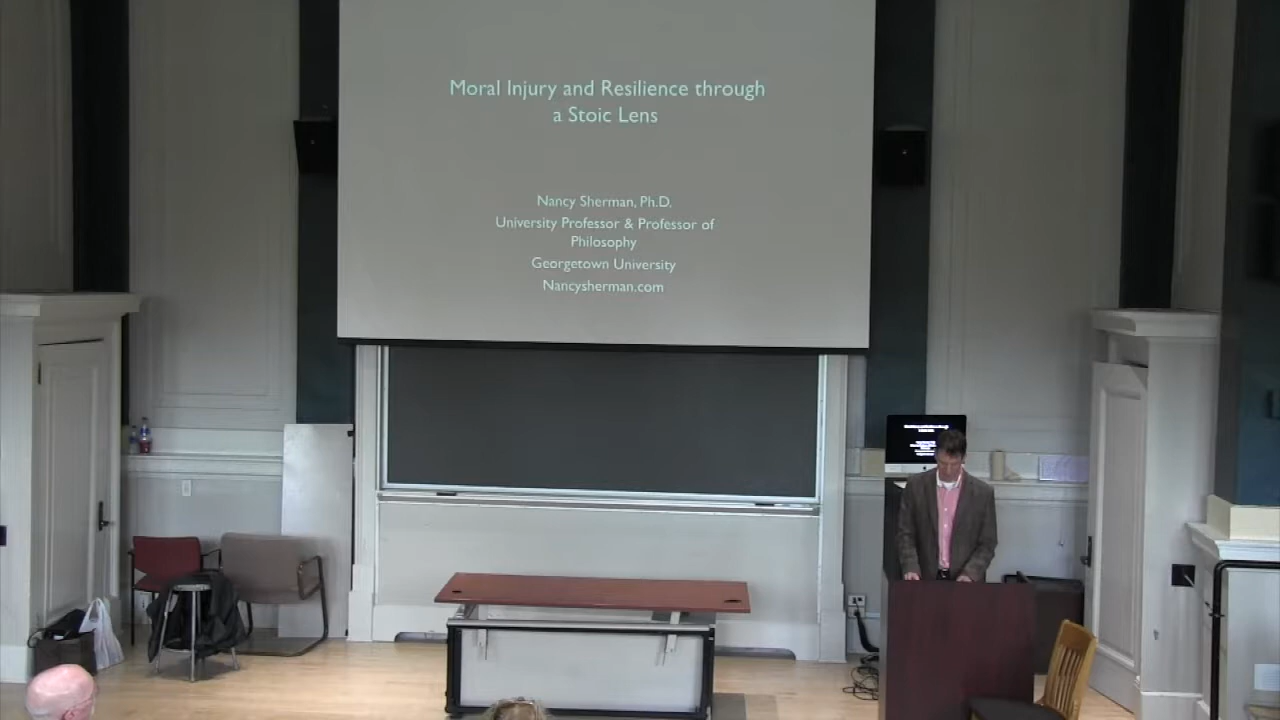 Moral Injury and Resilience through
a Stoic Lens
Nancy Sherman, Ph.D.
University Professor & Professor of
Philosophy
Georgetown University
Nancysherman.com